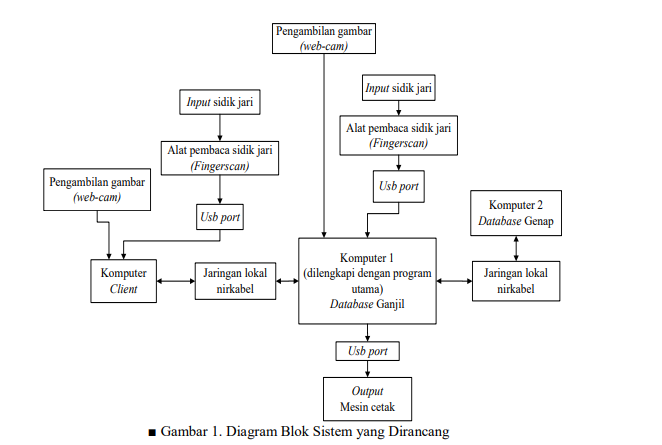 Pengambilan gambar
(web-cam)
Input sidik jari
Input sidik jari
Alat pembaca sidik jari
(Fingerscan)
Alat pembaca sidik jari
(Fingerscan)
Pengambilan gambar
(web-cam)
Usb port
Usb port
Komputer 2
Database Genap
Komputer
Client
Jaringan lokal
nirkabel
Komputer 1
(dilengkapi dengan program
utama)
Database Ganjil
Jaringan lokal
nirkabel
Usb port
Output
Mesin cetak
■ Gambar 1. Diagram Blok Sistem yang Dirancang